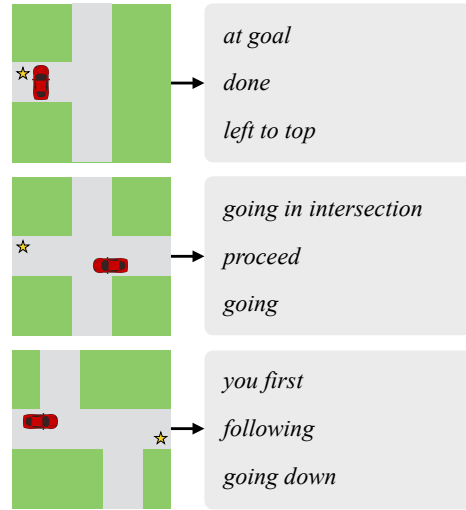 at goal
done
left to top
going in intersection
proceed
going
you first
following
going down